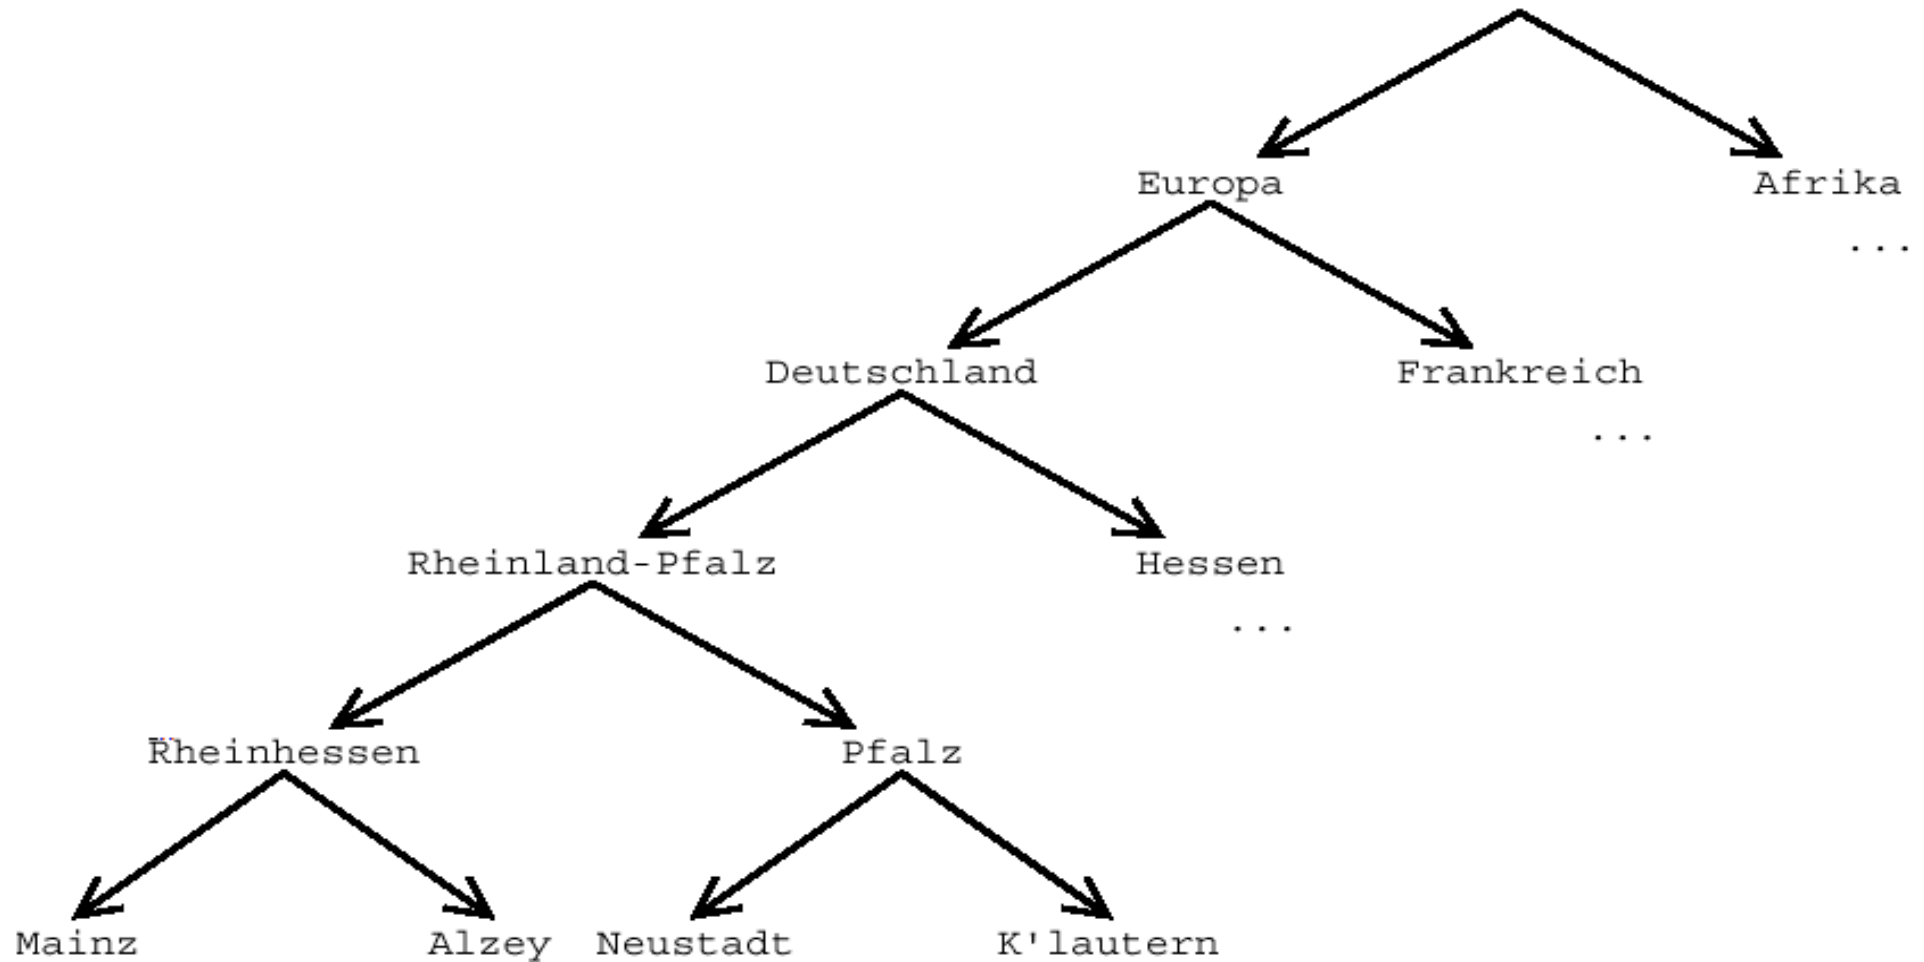 Europa Afrika
...
Deutschland Frankreich
...
Rheinland-Pfalz Hessen
...
Rheinhessen Pfalz
Mainz Alzey Neustadt K'lautern